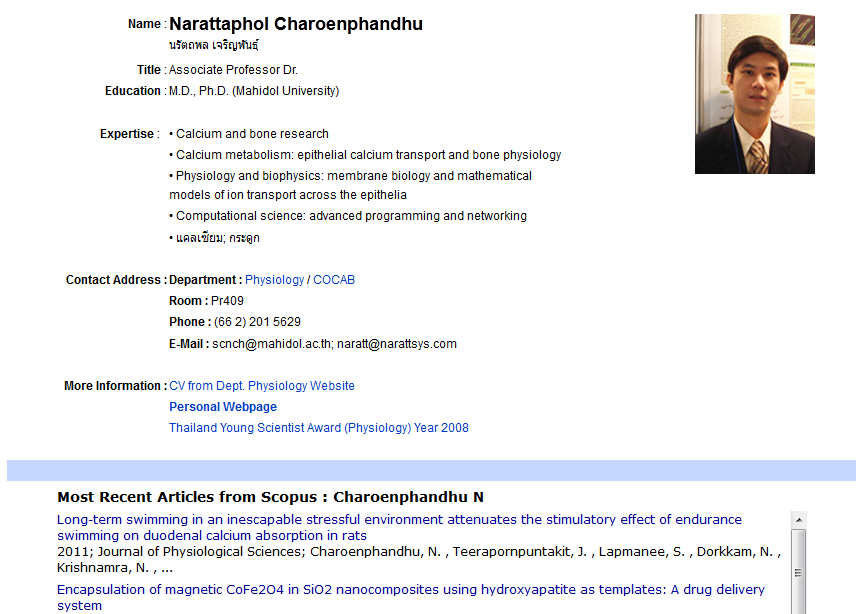 Name : Narattaphol Charoenphandhu
นรัตถพล เจริญพันธุ์
Title : Associate Professor Dr.
Education : M.D., Ph.D. (Mahidol University)
Expertise : • Calcium and bone research
• Calcium metabolism: epithelial calcium transport and bone physiology
• Physiology and biophysics: membrane biology and mathematical
models of ion transport across the epithelia
• Computational science: advanced programming and networking
• แคลเซียม; กระดูก
Contact Address : Department : Physiology / COCAB
Room : Pr409
Phone : (66 2) 201 5629
E-Mail : scnch@mahidol.ac.th; naratt@narattsys.com
More Information : CV from Dept. Physiology Website
Personal Webpage
Thailand Young Scientist Award (Physiology) Year 2008
Most Recent Articles from Scopus : Charoenphandhu N
Long-term swimming in an inescapable stressful environment attenuates the stimulatory effect of endurance
swimming on duodenal calcium absorption in rats
2011; Journal of Physiological Sciences; Charoenphandhu, N. , Teerapornpuntakit, J. , Lapmanee, S. , Dorkkam, N. ,
Krishnamra, N. , ...
Encapsulation of magnetic CoFe2O4 in SiO2 nanocomposites using hydroxyapatite as templates: A drug delivery
system